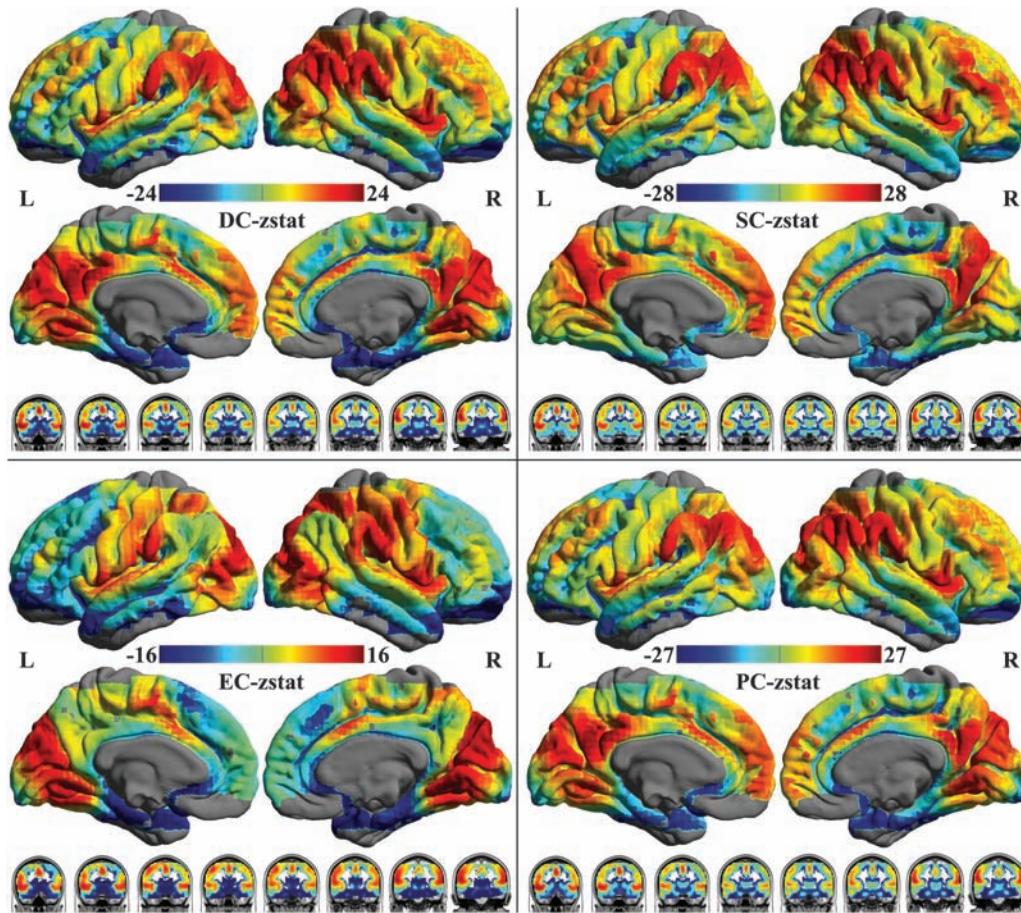 L R
-24 24
DC-zstat
L R
-28 28
SC-zstat
L R
-16 16
EC-zstat
L R
-27 27
PC-zstat